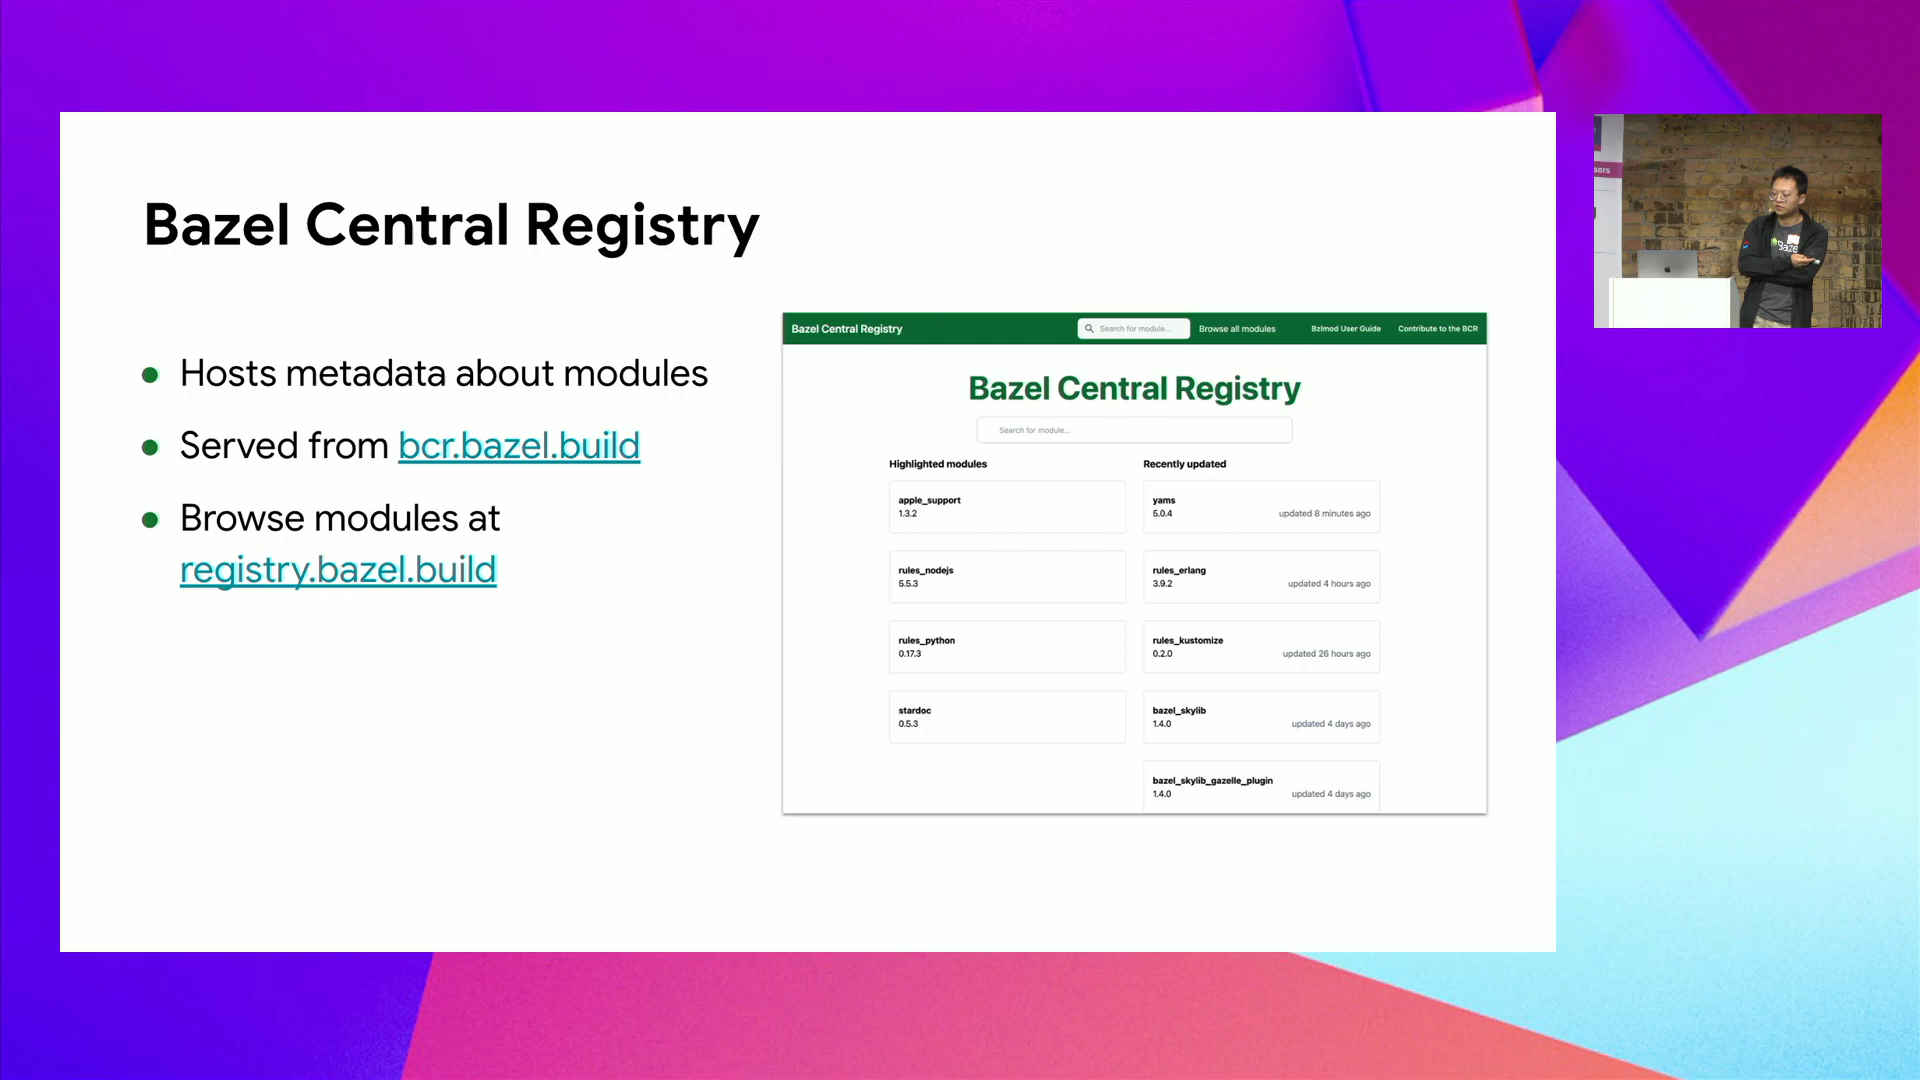 Bazel Central Registry
Hosts metadata about modules
Served from bcr.bazel.build
Browse modules at
registry.bazel.build
Bazel Central Registry
Search for module...
Browse all modules
Bzlmod User Guide
Contribute to the BCR
Bazel Central Registry
Search for module...
Highlighted modules
apple_support
1.3.2
rules_nodejs
5.5.3
rules_python
0.17.3
stardoc
0.5.3
Recently updated
yams
5.0.4 updated 8 minutes ago
rules_erlang
3.9.2 updated 4 hours ago
rules_kustomize
0.2.0 updated 26 hours ago
bazel_skylib
1.4.0 updated 4 days ago
bazel_skylib_gazelle_plugin
1.4.0 updated 4 days ago
sors
Baze